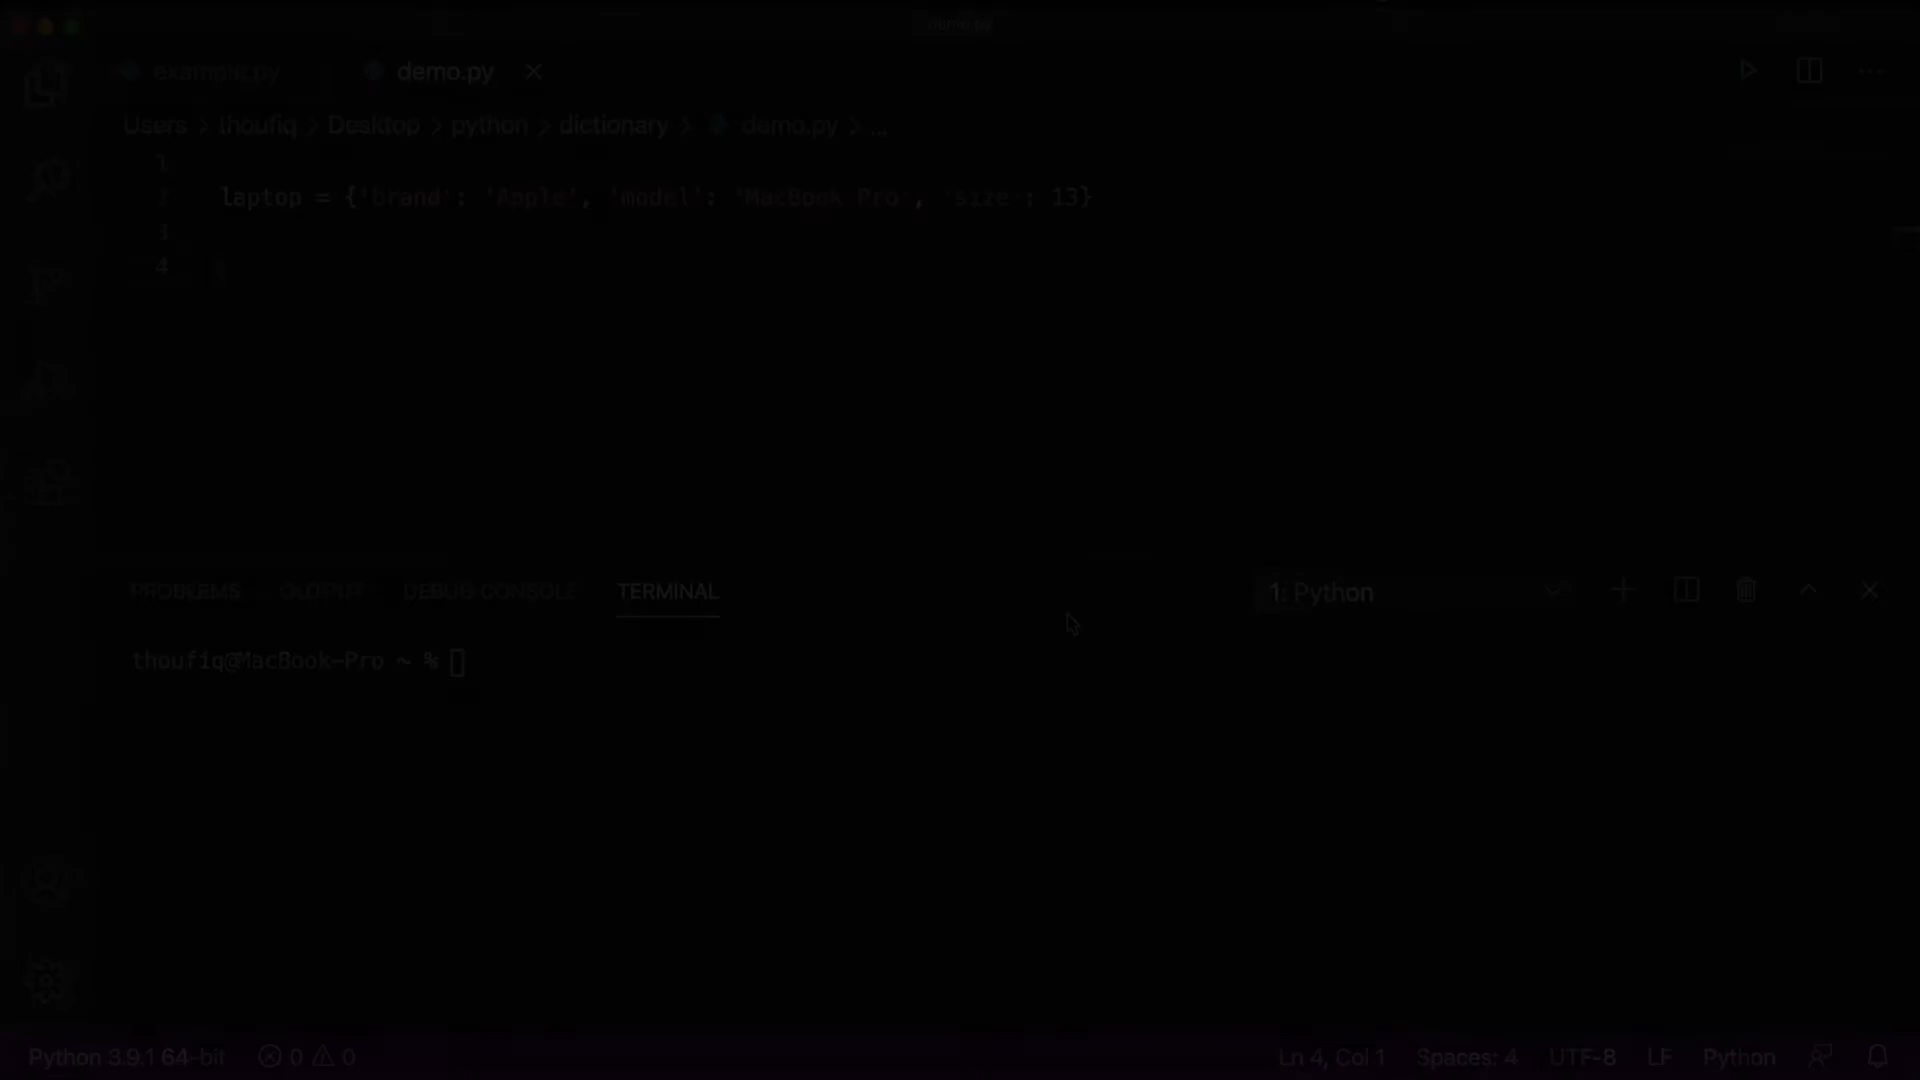 demo.py
example.py demo.py
Users > thoufiq > Desktop > python > dictionary > demo.py > ...
1
2 laptop = {'brand': 'Apple', 'model': 'MacBook Pro', 'size': 13}
3
4
PROBLEMS OUTPUT DEBUG CONSOLE TERMINAL 1: Python
thoufiq@MacBook-Pro ~ %
Python 3.9.1 64-bit 0 0 Ln 4, Col 1 Spaces: 4 UTF-8 LF Python